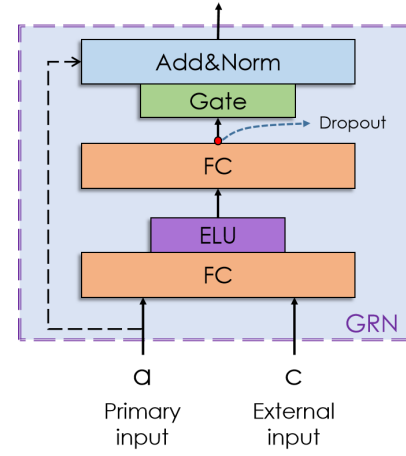 Add&Norm
Gate
Dropout
FC
ELU
FC
GRN
a
c
Primary
input
External
input